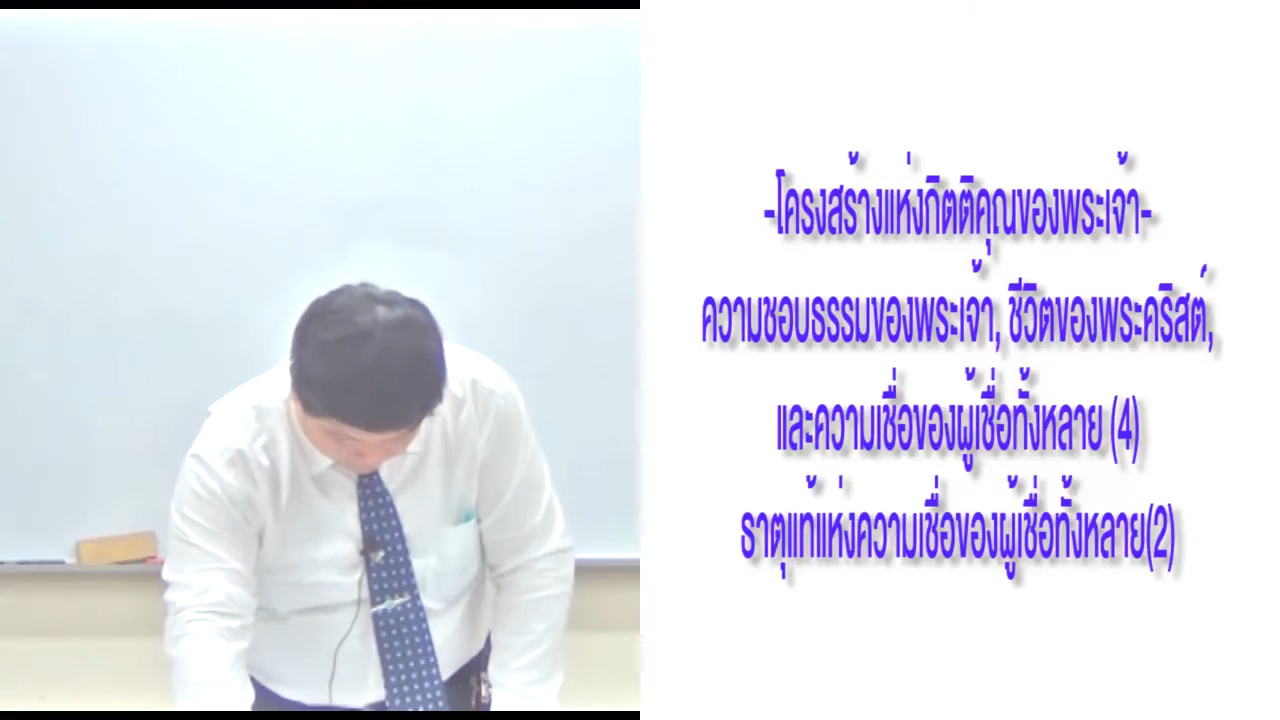 -โครงสร้างแห่งกิตติคุณของพระเจ้า-
ความชอบธรรมของพระเจ้า, ชีวิตของพระคริสต์,
และความเชื่อของผู้เชื่อทั้งหลาย (4)
ธาตุแท้แห่งความเชื่อของผู้เชื่อทั้งหลาย(2)